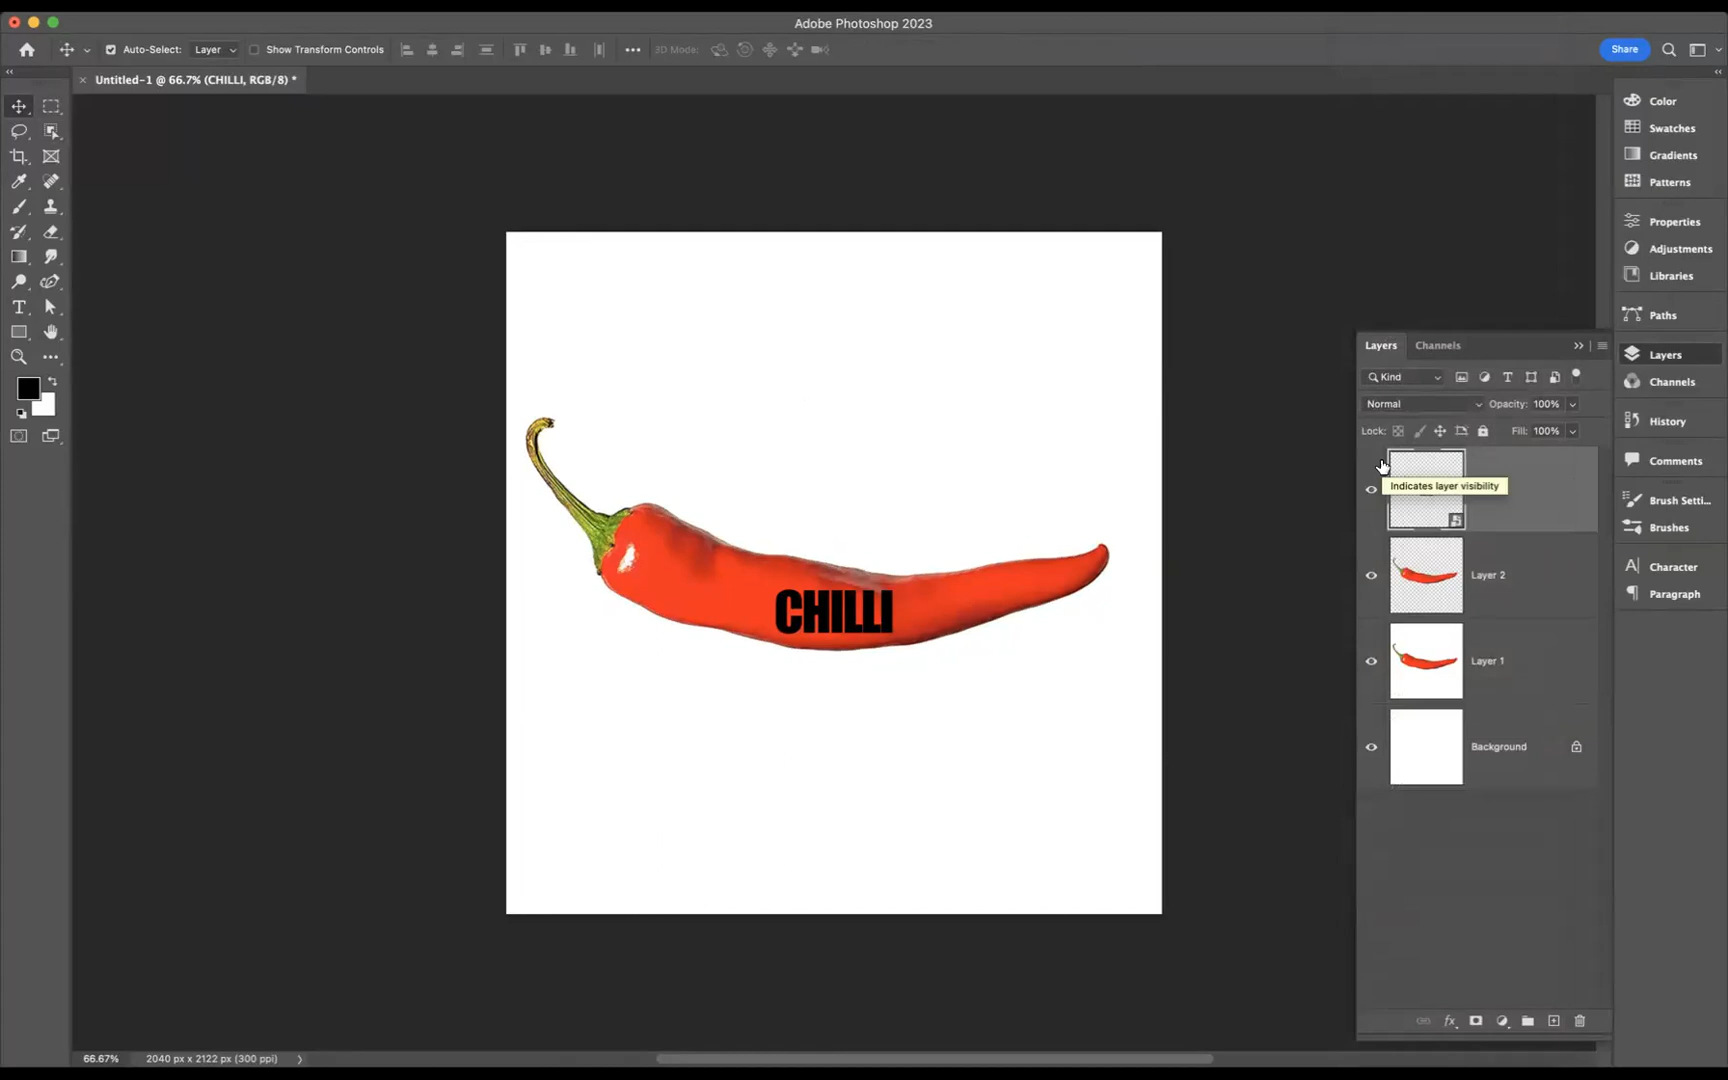 Adobe Photoshop 2023
Auto-Select: Layer Show Transform Controls 3D Mode: Share
Untitled-1 @ 66.7% (CHILLI, RGB/8) *
Color
Swatches
Gradients
Patterns
Properties
Adjustments
Libraries
Paths
Layers
Channels
History
Comments
Brush Setti...
Brushes
Character
Paragraph
Layers Channels
Kind
Normal Opacity: 100%
Lock: Fill: 100%
Indicates layer visibility
Layer 2
Layer 1
Background
CHILLI
66.67% 2040 px x 2122 px (300 ppi)